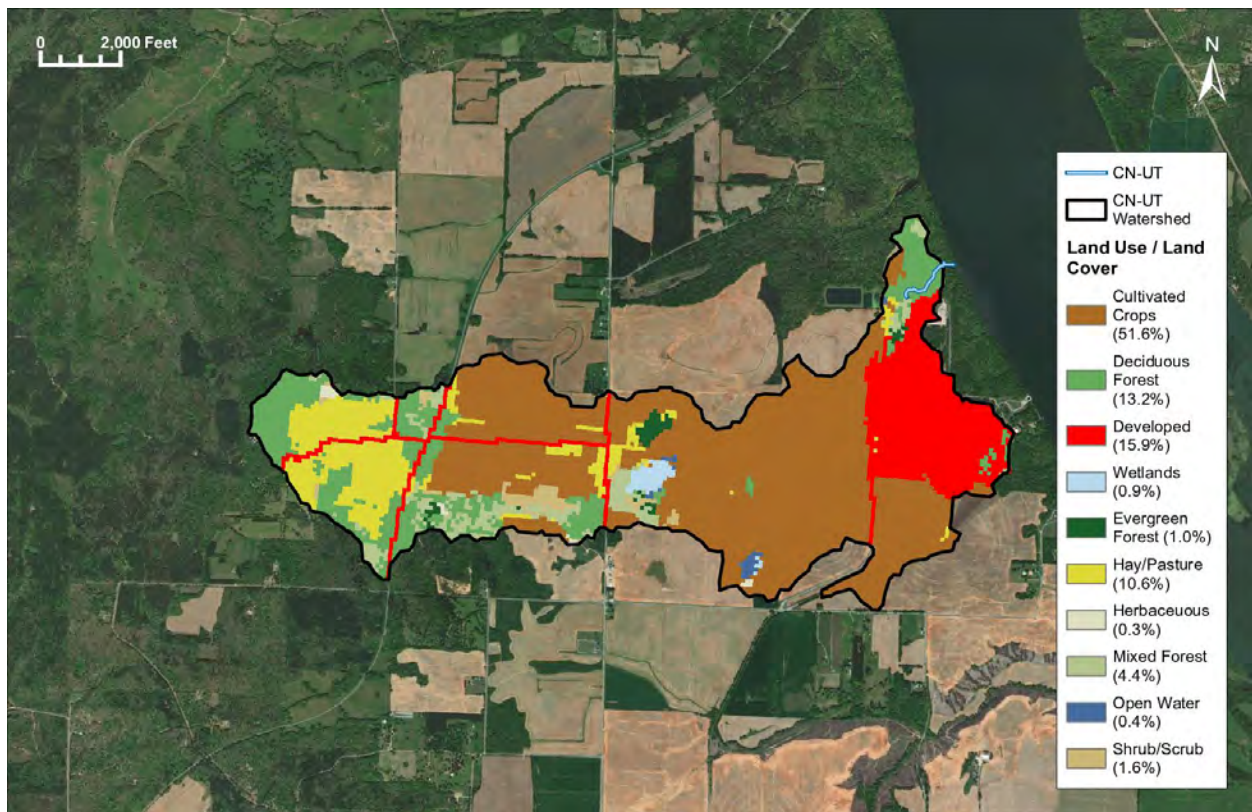 0 2,000 Feet
N
CN-UT
CN-UT
Watershed
Land Use / Land
Cover
Cultivated
Crops
(51.6%)
Deciduous
Forest
(13.2%)
Developed
(15.9%)
Wetlands
(0.9%)
Evergreen
Forest (1.0%)
Hay/Pasture
(10.6%)
Herbaceuous
(0.3%)
Mixed Forest
(4.4%)
Open Water
(0.4%)
Shrub/Scrub
(1.6%)